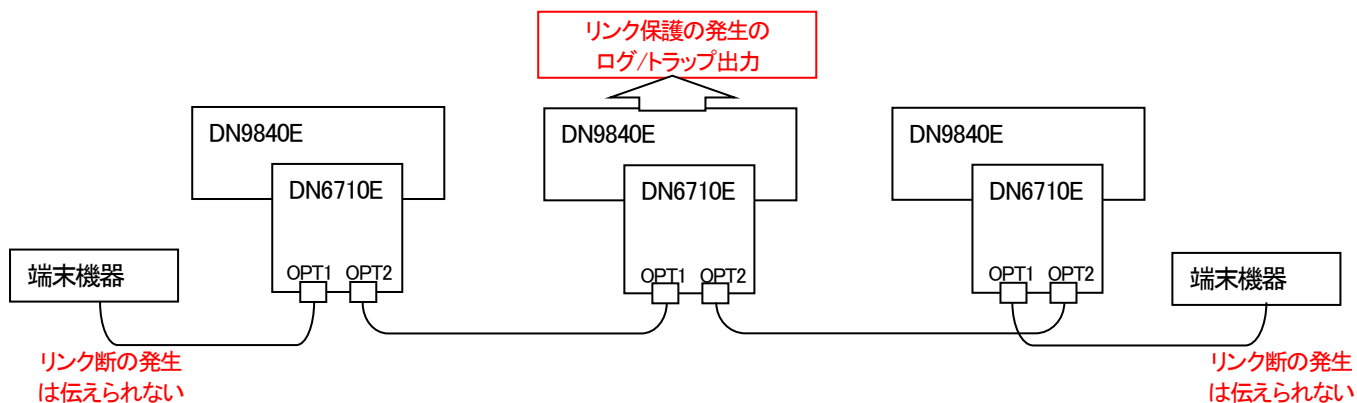 リンク保護の発生の
ログ/トラップ出力
DN9840E
DN9840E
DN9840E
DN6710E
DN6710E
DN6710E
端末機器
OPT1 OPT2
OPT1 OPT2
OPT1 OPT2
端末機器
リンク断の発生
は伝えられない
リンク断の発生
は伝えられない